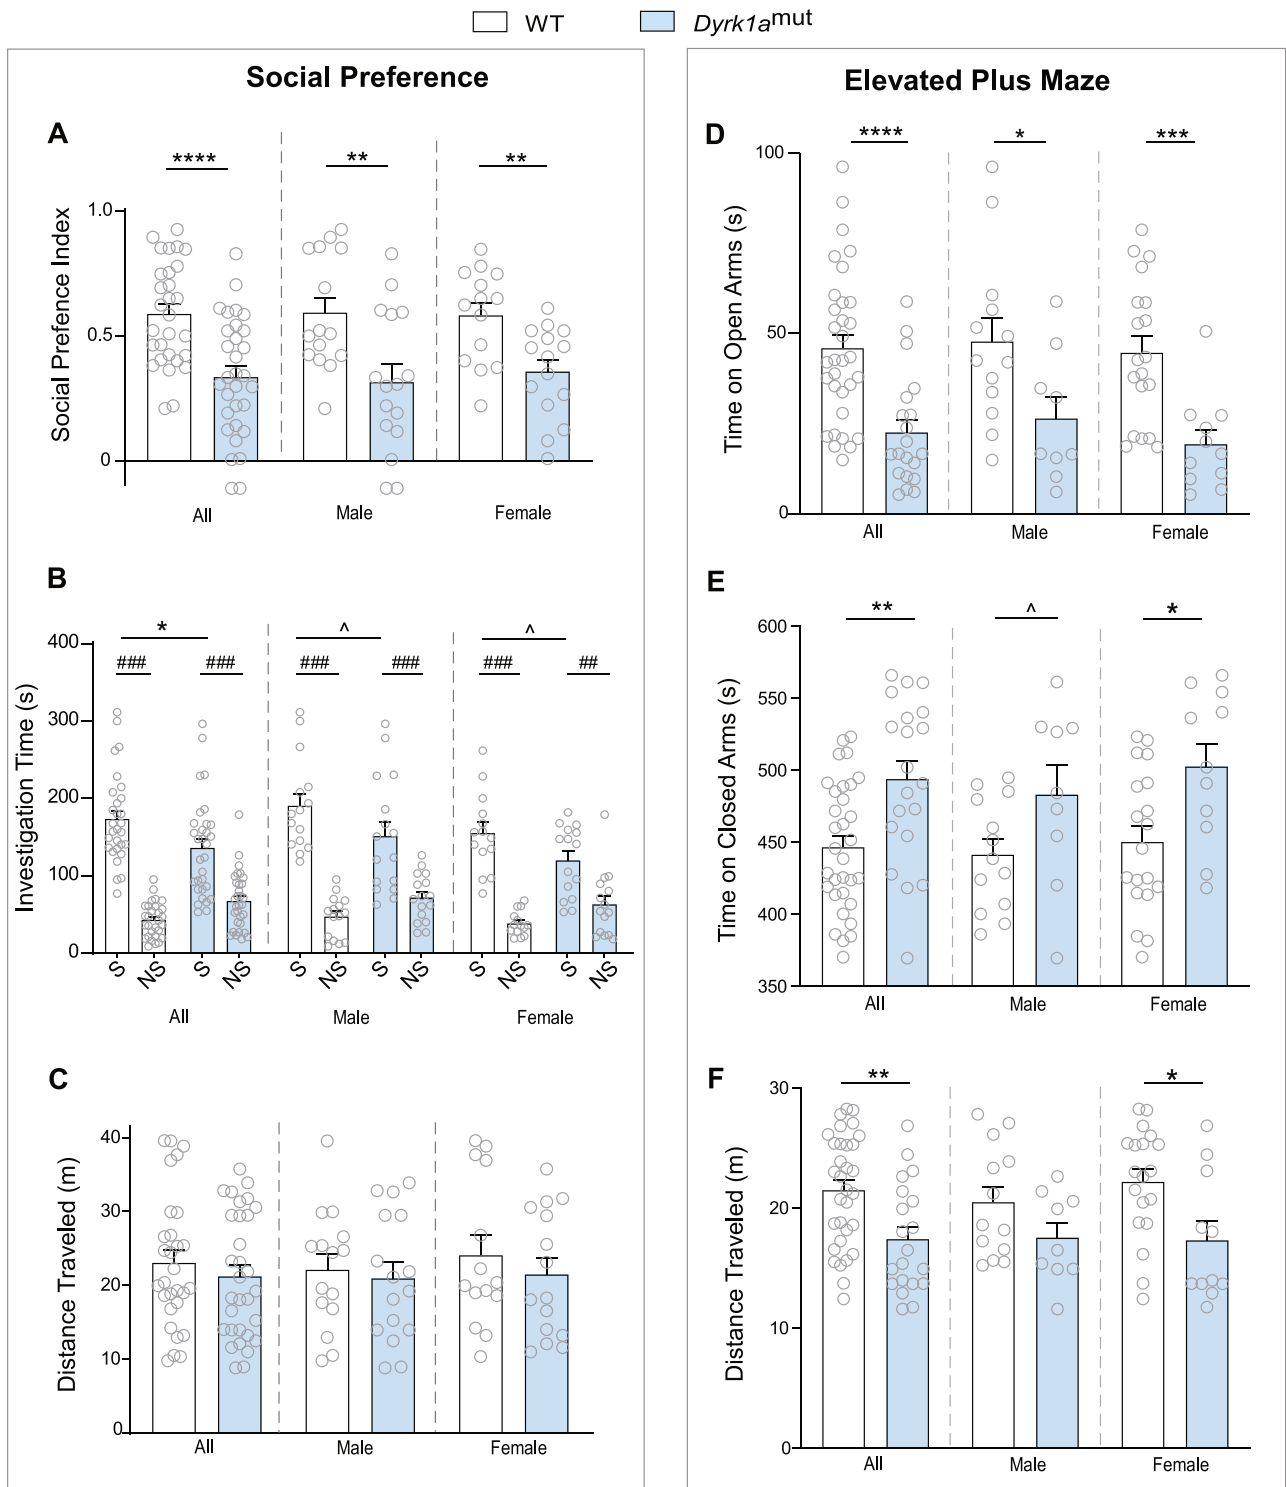 WT Dyrk1amut
Social Preference
A
**** ** **
Social Prefence Index
1.0
0.5
0
All Male Female
B
* ^ ^
### ### ### ### ### ##
Investigation Time (s)
400
300
200
100
0
S NS S NS S NS S NS S NS S NS
All Male Female
C
Distance Traveled (m)
40
30
20
10
0
All Male Female
Elevated Plus Maze
D
**** * ***
Time on Open Arms (s)
100
50
0
All Male Female
E
** ^ *
Time on Closed Arms (s)
600
550
500
450
400
350
All Male Female
F
** *
Distance Traveled (m)
30
20
10
0
All Male Female